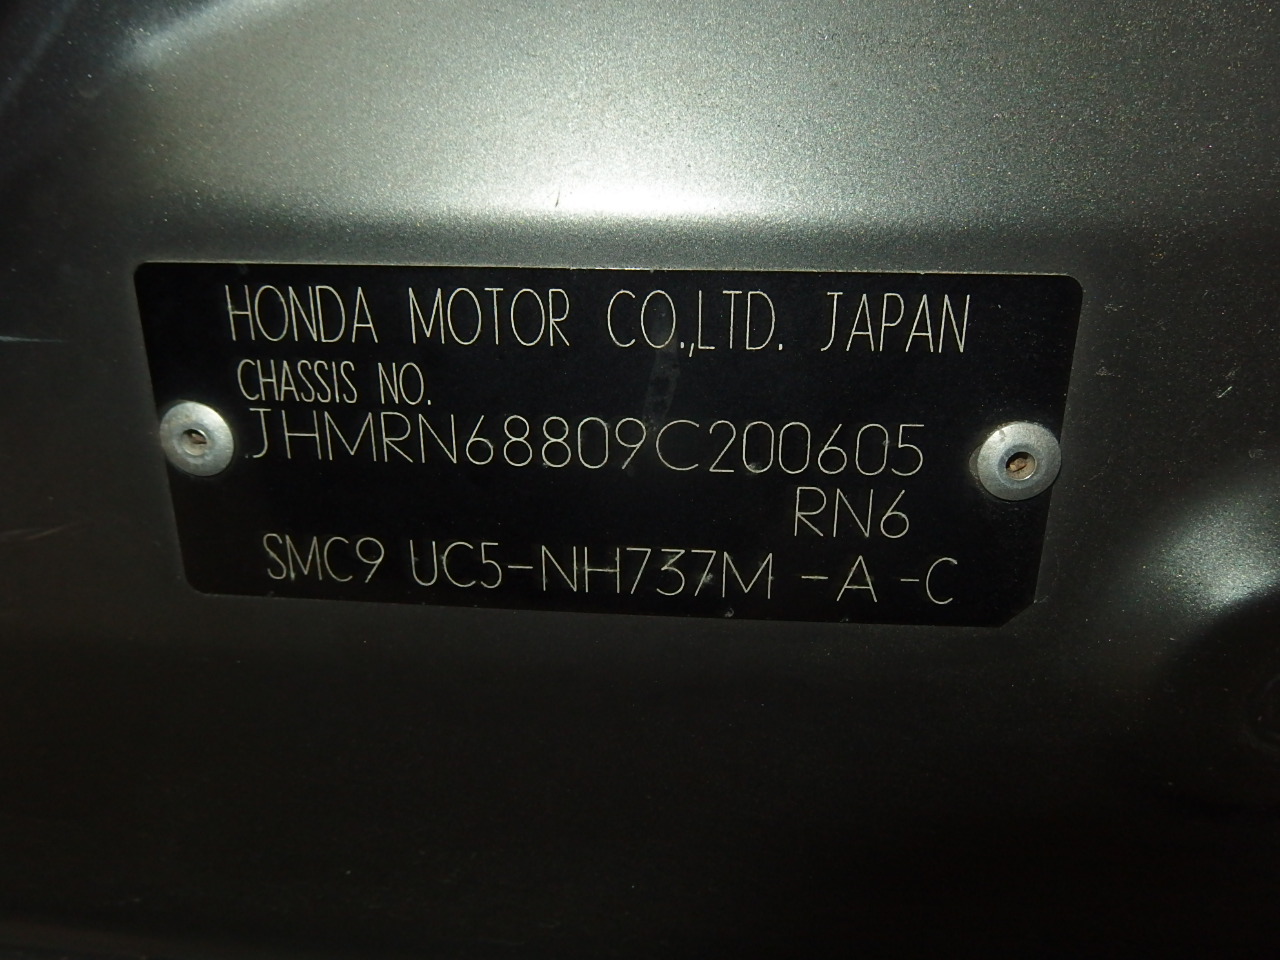 HONDA MOTOR CO.,LTD. JAPAN
CHASSIS NO.
JHMRN68809C200605
RN6
SMC9 UC5-NH737M -A -C